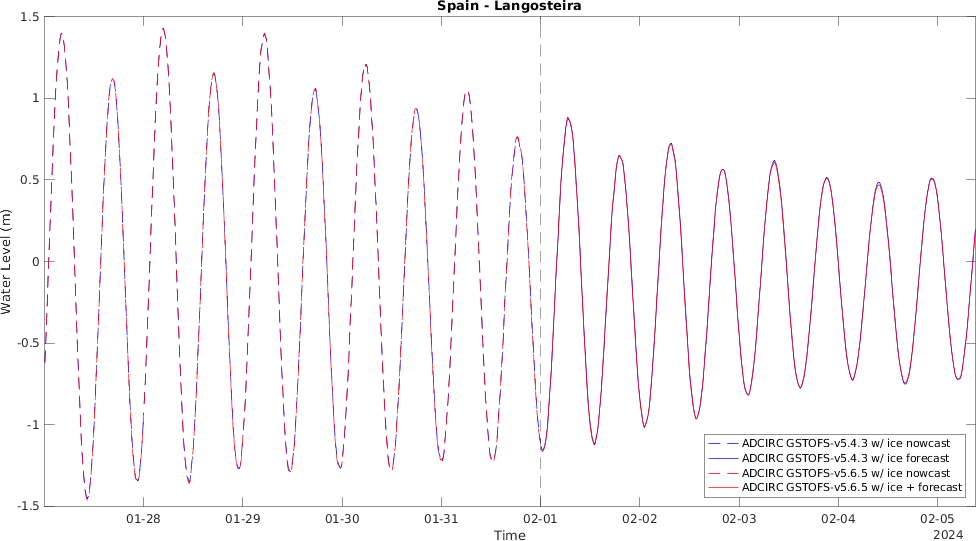 Spain - Langosteira
1.5
1
0.5
0
-0.5
-1
-1.5
Water Level (m)
01-28 01-29 01-30 01-31 02-01 02-02 02-03 02-04 02-05
Time
2024
ADCIRC GSTOFS-v5.4.3 w/ ice nowcast
ADCIRC GSTOFS-v5.4.3 w/ ice forecast
ADCIRC GSTOFS-v5.6.5 w/ ice nowcast
ADCIRC GSTOFS-v5.6.5 w/ ice + forecast